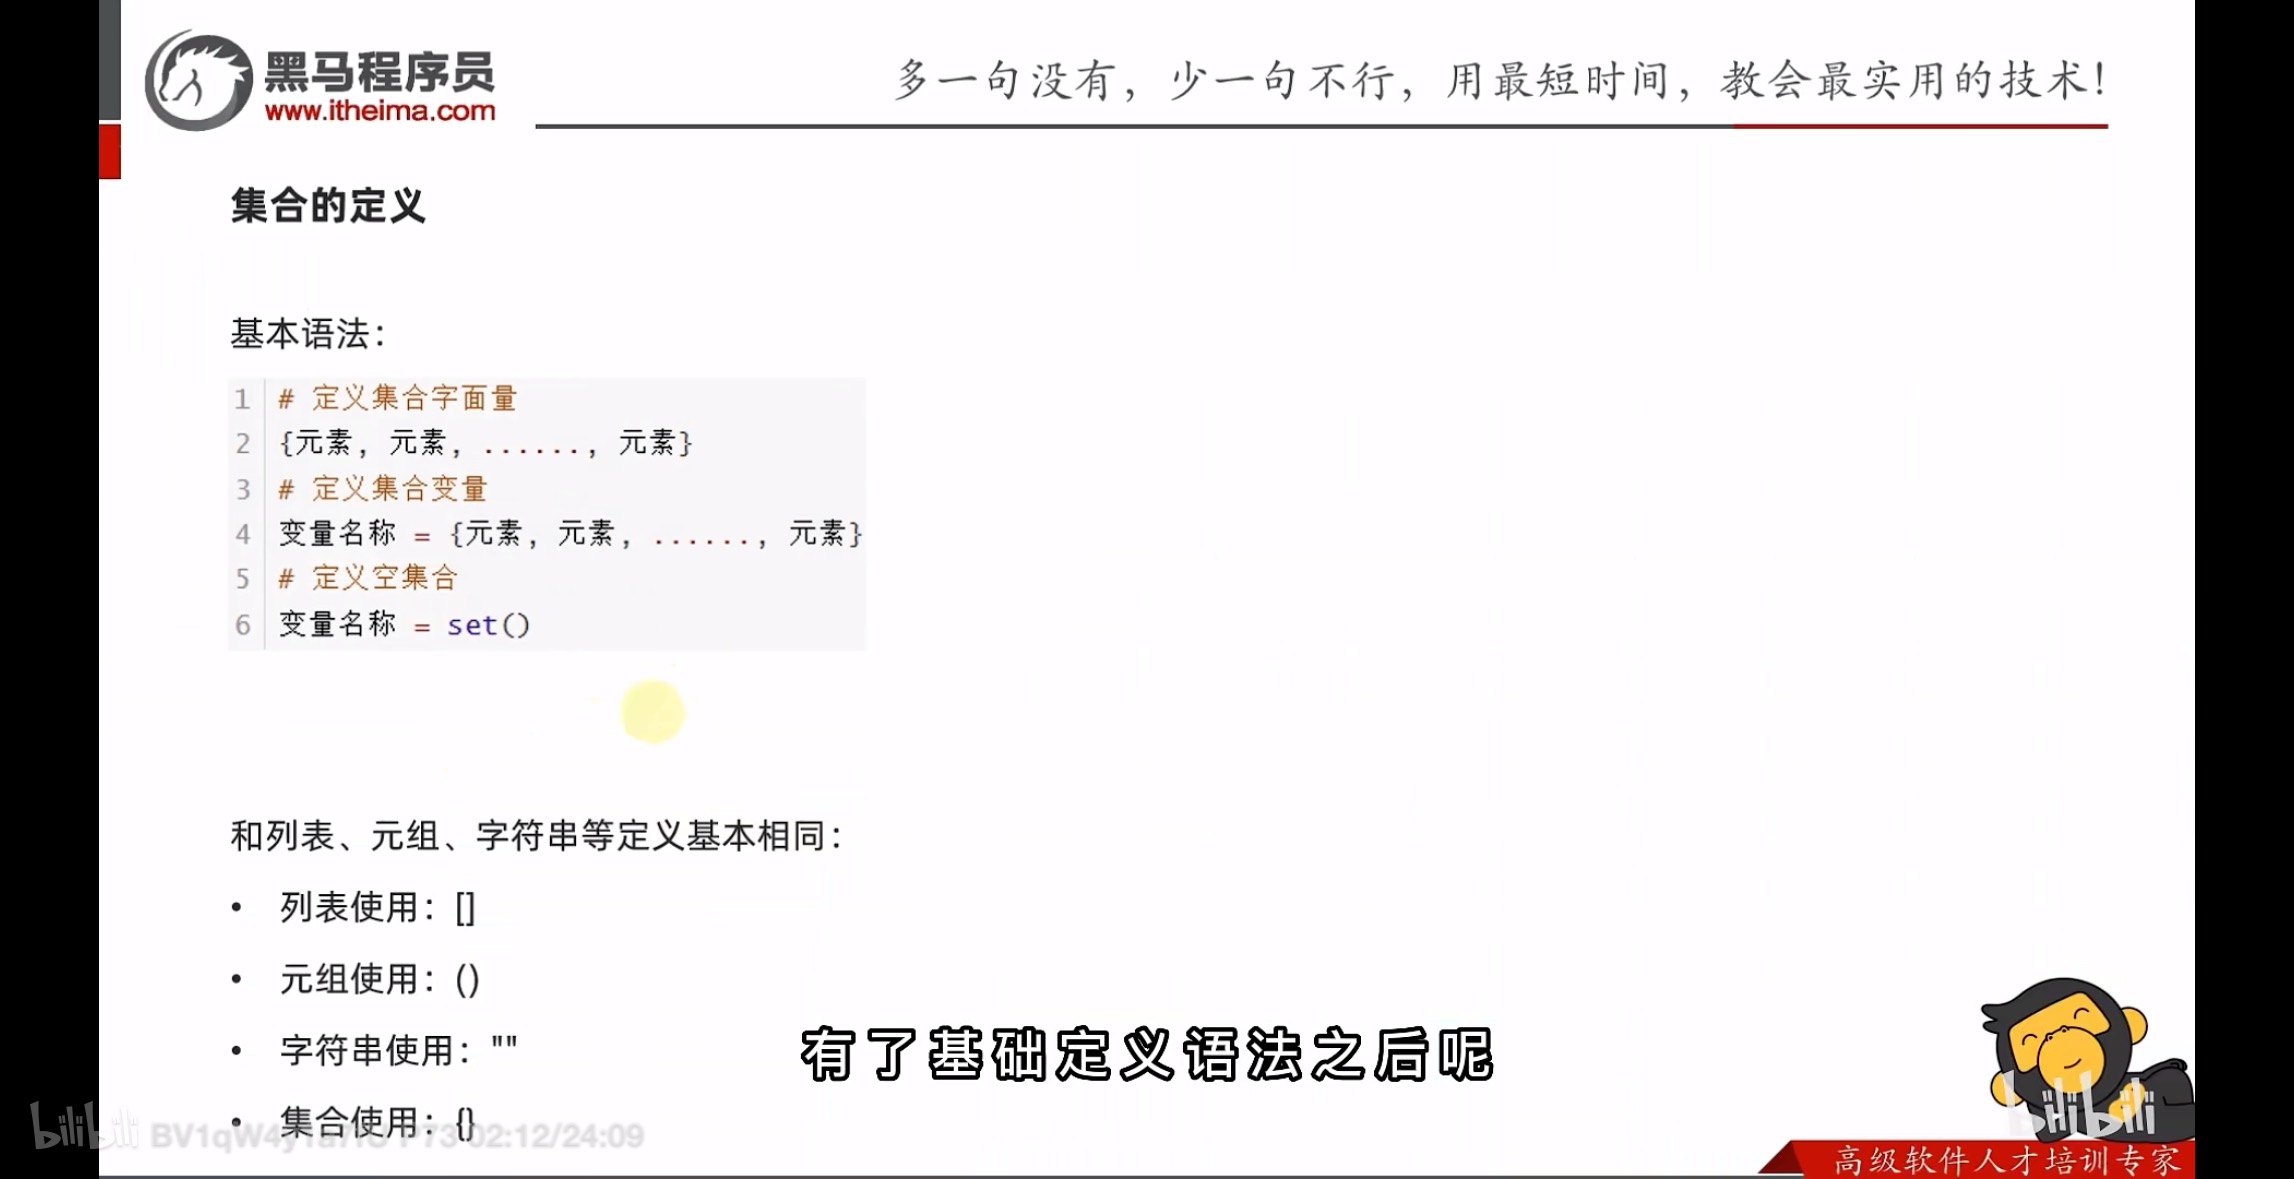 黑马程序员
www.itheima.com
多一句没有，少一句不行，用最短时间，教会最实用的技术！
集合的定义
基本语法：
1 # 定义集合字面量
2 {元素, 元素, ......, 元素}
3 # 定义集合变量
4 变量名称 = {元素, 元素, ......, 元素}
5 # 定义空集合
6 变量名称 = set()
和列表、元组、字符串等定义基本相同：
• 列表使用：[]
• 元组使用：()
• 字符串使用：""
• 集合使用：{}
有了基础定义语法之后呢
bilibili
P73 02:12/24:09
bilibili
高级软件人才培训专家